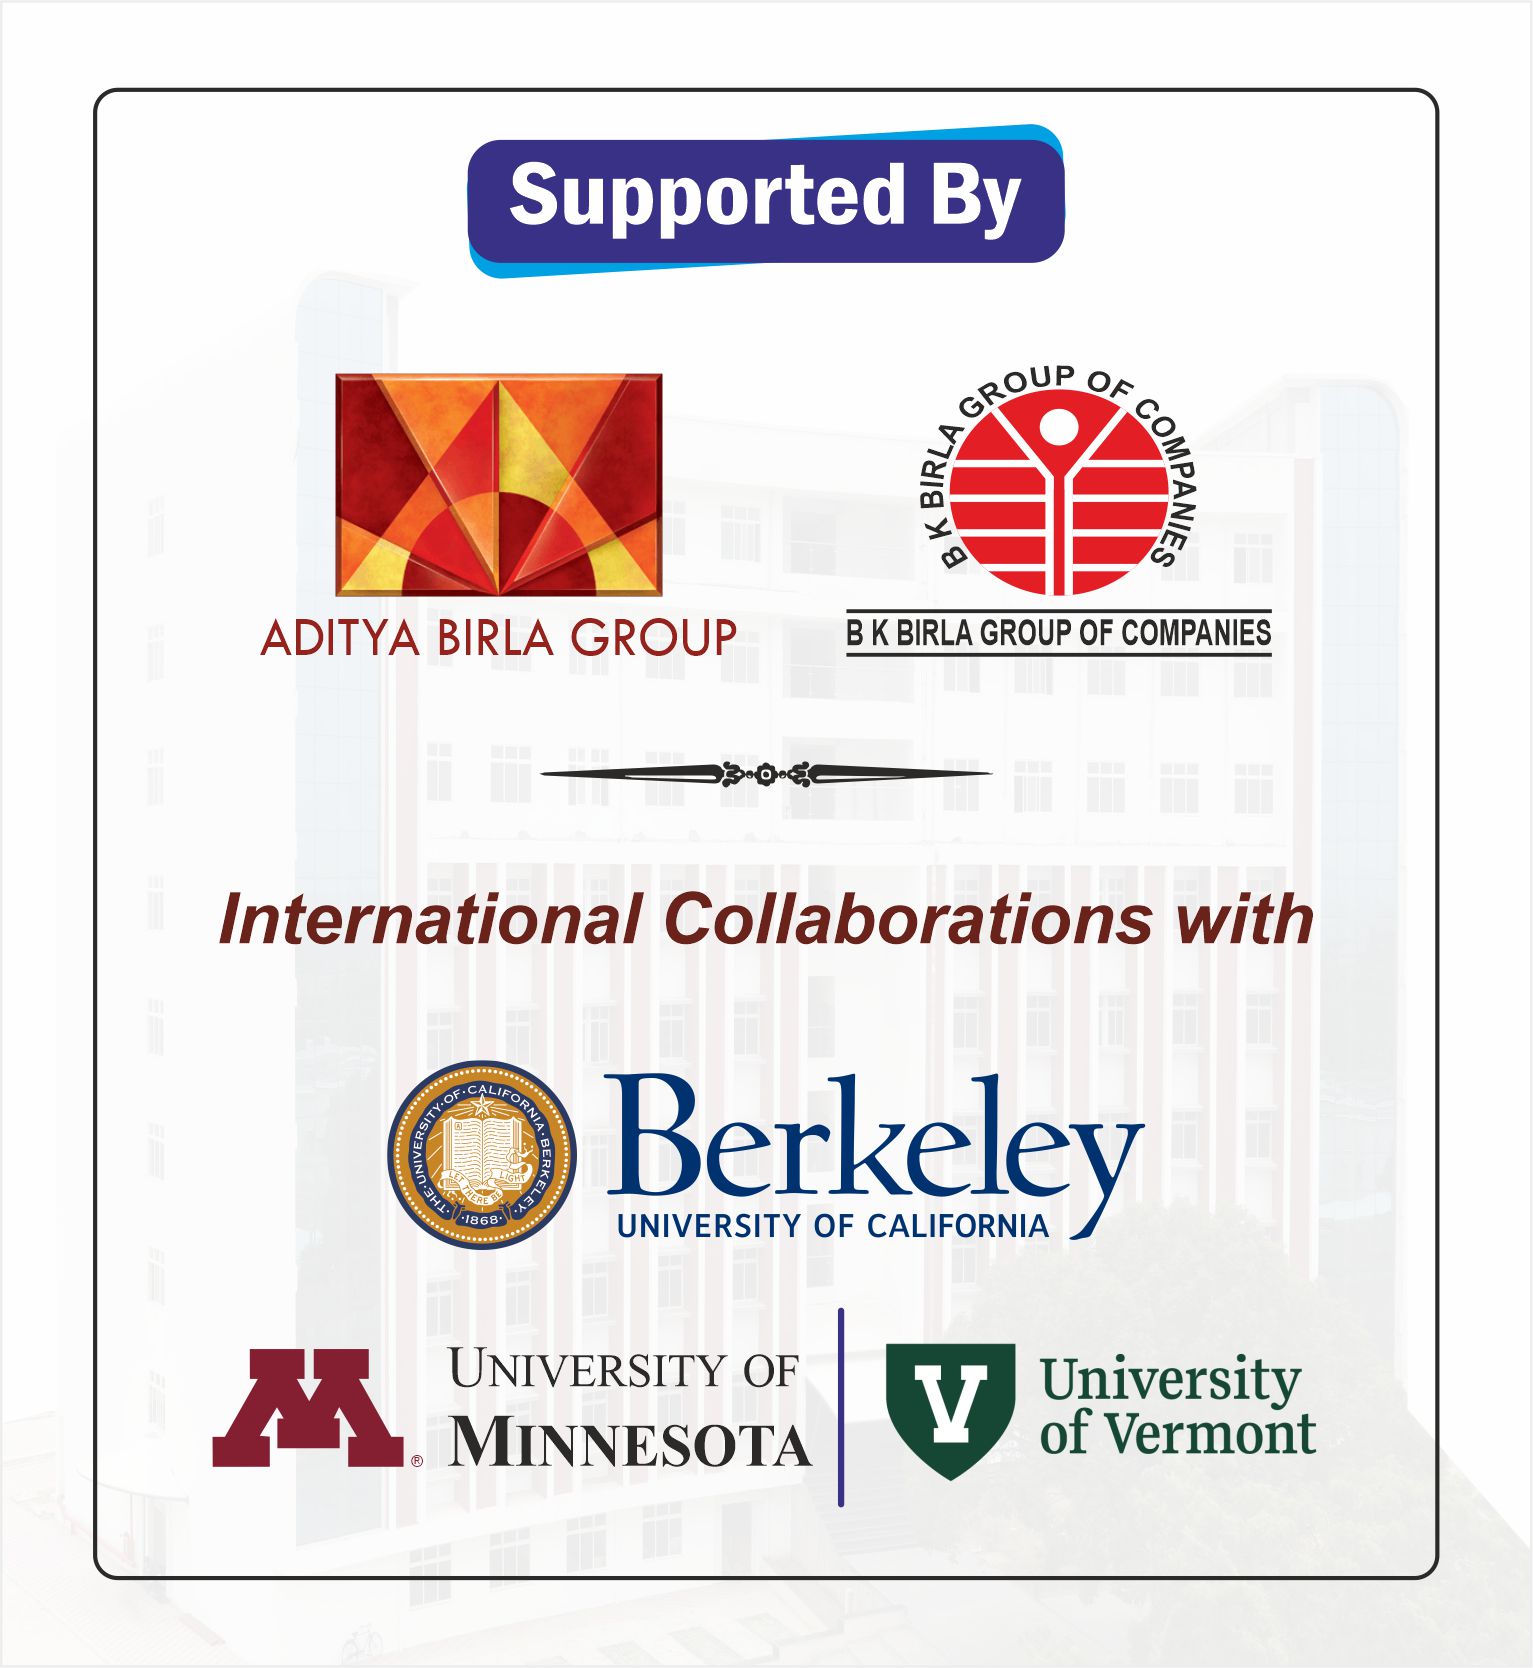 Supported By
B K BIRLA GROUP OF COMPANIES
ADITYA BIRLA GROUP
B K BIRLA GROUP OF COMPANIES
International Collaborations with
THE·UNIVERSITY·OF·CALIFORNIA·BERKELEY
A
LET THERE BE LIGHT
·1868·
Berkeley
UNIVERSITY OF CALIFORNIA
M®
UNIVERSITY OF
MINNESOTA
V
University
of Vermont